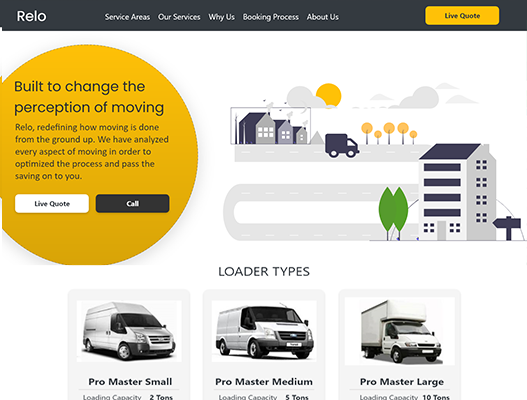 Relo
Service Areas Our Services Why Us Booking Process About Us
Live Quote
Built to change the
perception of moving
Relo, redefining how moving is done
from the ground up. We have analyzed
every aspect of moving in order to
optimized the process and pass the
saving on to you.
Live Quote Call
LOADER TYPES
Pro Master Small
Loading Capacity 2 Tons
Pro Master Medium
Loading Capacity 5 Tons
Pro Master Large
Loading Capacity 10 Tons